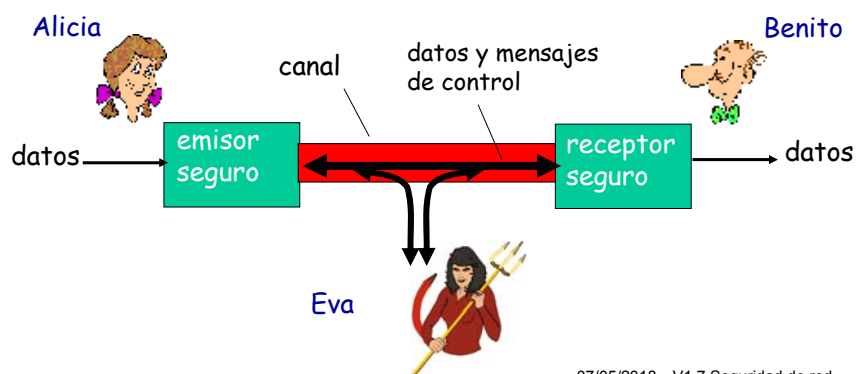 Alicia
Benito
canal
datos y mensajes
de control
datos
emisor
seguro
receptor
seguro
datos
Eva